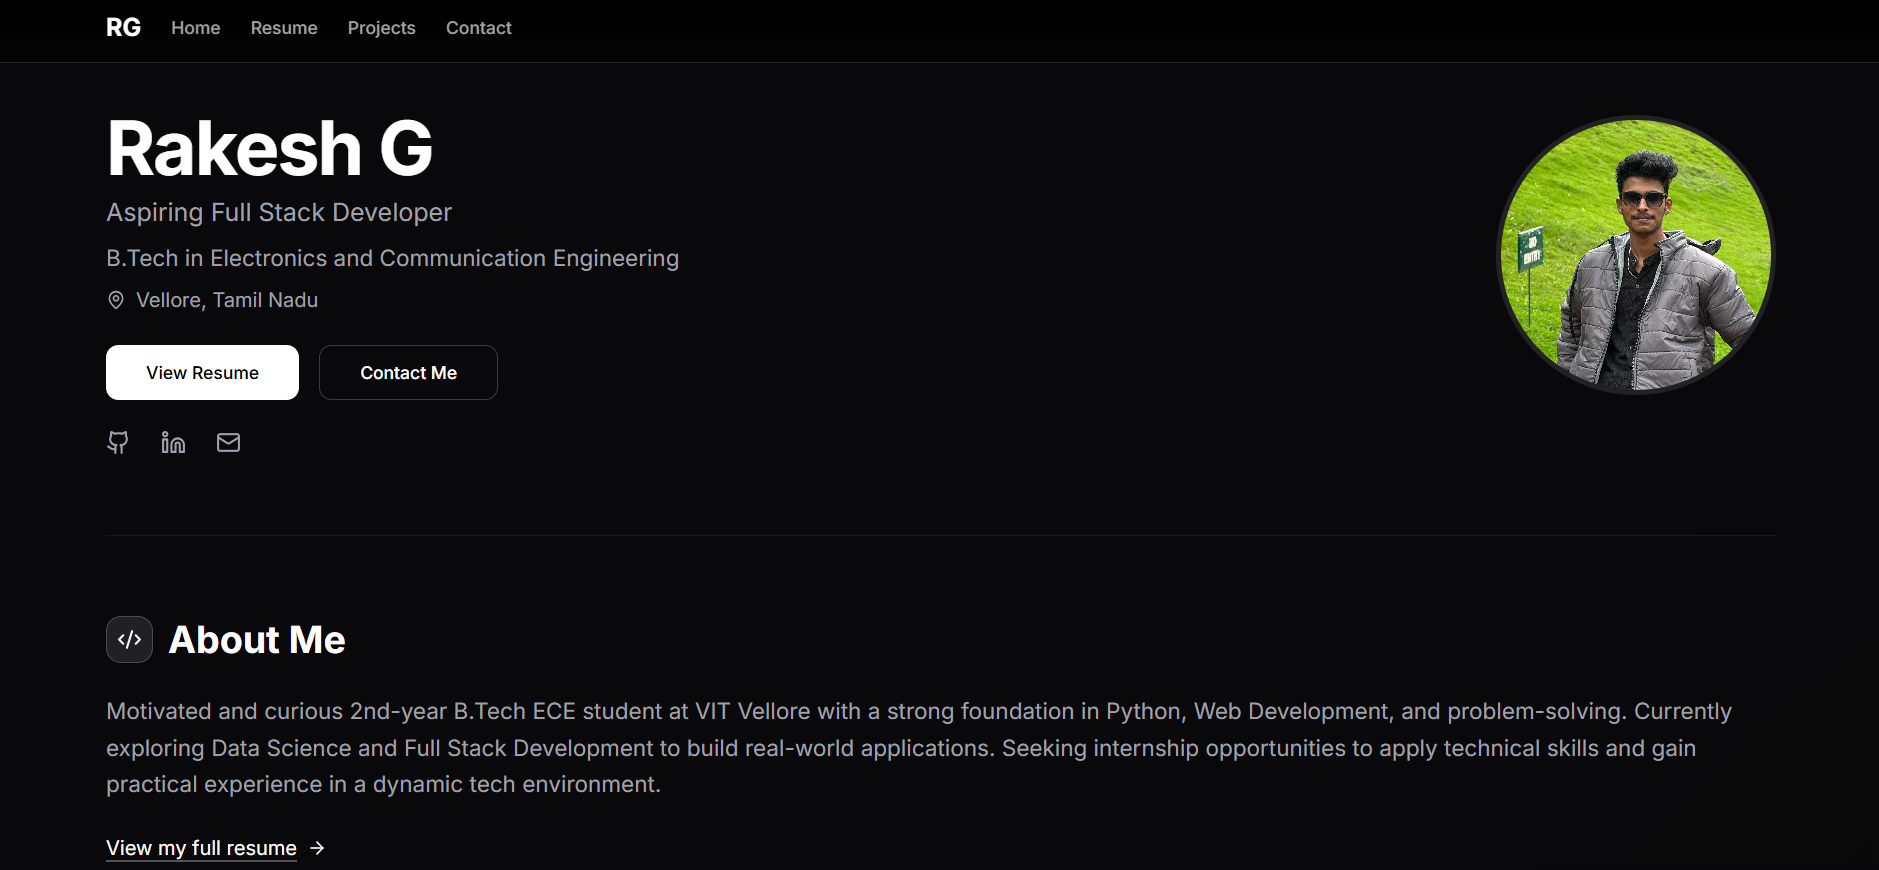 RG Home Resume Projects Contact
Rakesh G
Aspiring Full Stack Developer
B.Tech in Electronics and Communication Engineering
Vellore, Tamil Nadu
View Resume Contact Me
NO
ENTRY
About Me
Motivated and curious 2nd-year B.Tech ECE student at VIT Vellore with a strong foundation in Python, Web Development, and problem-solving. Currently
exploring Data Science and Full Stack Development to build real-world applications. Seeking internship opportunities to apply technical skills and gain
practical experience in a dynamic tech environment.
View my full resume →